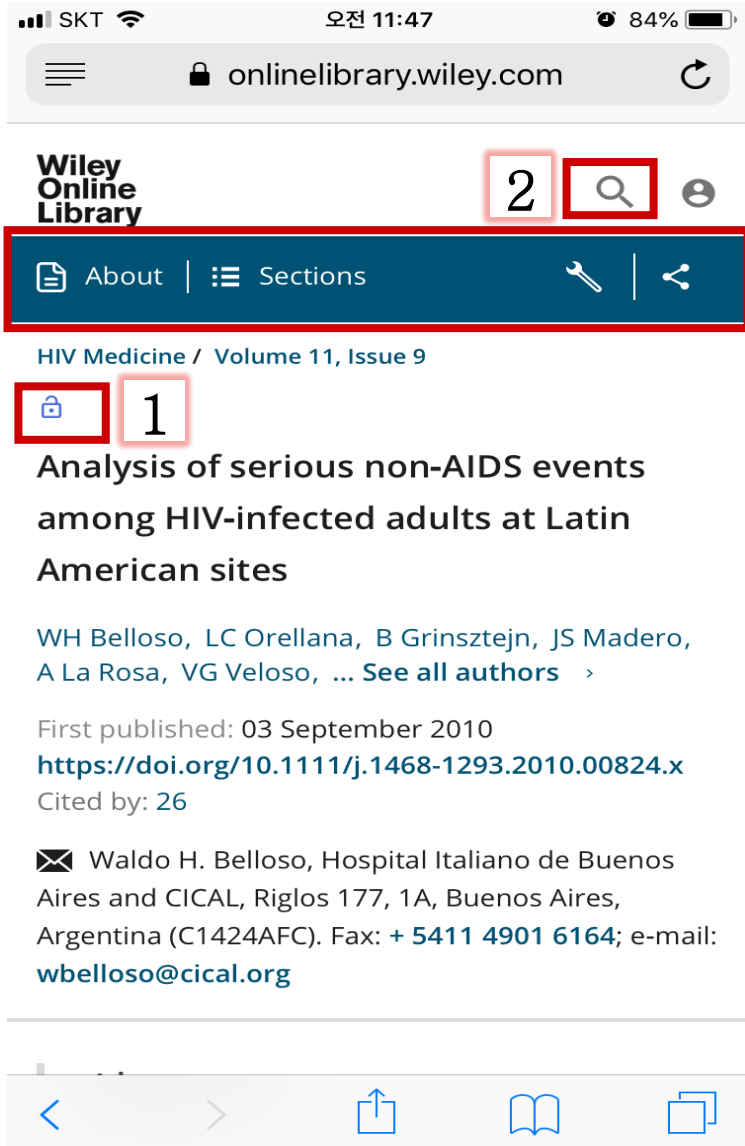 SKT 오전 11:47 84%
onlinelibrary.wiley.com
Wiley
Online
Library
2
About | Sections
HIV Medicine / Volume 11, Issue 9
1
Analysis of serious non-AIDS events
among HIV-infected adults at Latin
American sites
WH Belloso, LC Orellana, B Grinsztejn, JS Madero,
A La Rosa, VG Veloso, ... See all authors ›
First published: 03 September 2010
https://doi.org/10.1111/j.1468-1293.2010.00824.x
Cited by: 26
Waldo H. Belloso, Hospital Italiano de Buenos
Aires and CICAL, Riglos 177, 1A, Buenos Aires,
Argentina (C1424AFC). Fax: + 5411 4901 6164; e-mail:
wbelloso@cical.org